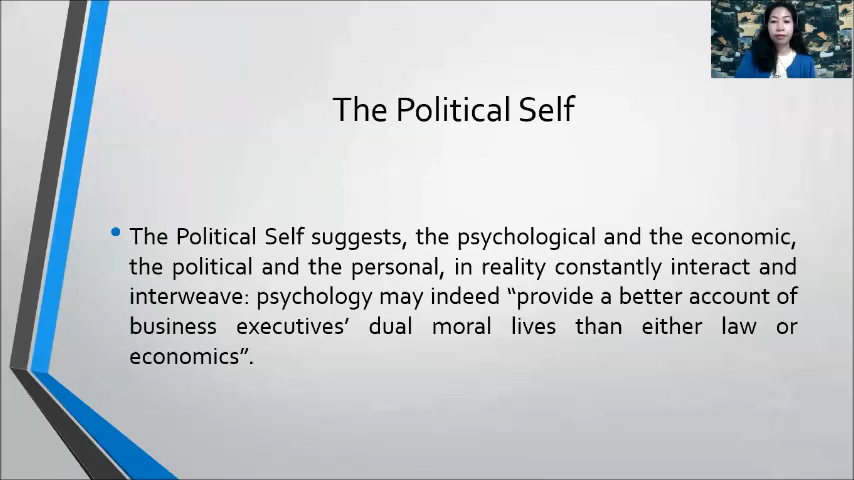 The Political Self
The Political Self suggests, the psychological and the economic,
the political and the personal, in reality constantly interact and
interweave: psychology may indeed “provide a better account of
business executives’ dual moral lives than either law or
economics”.